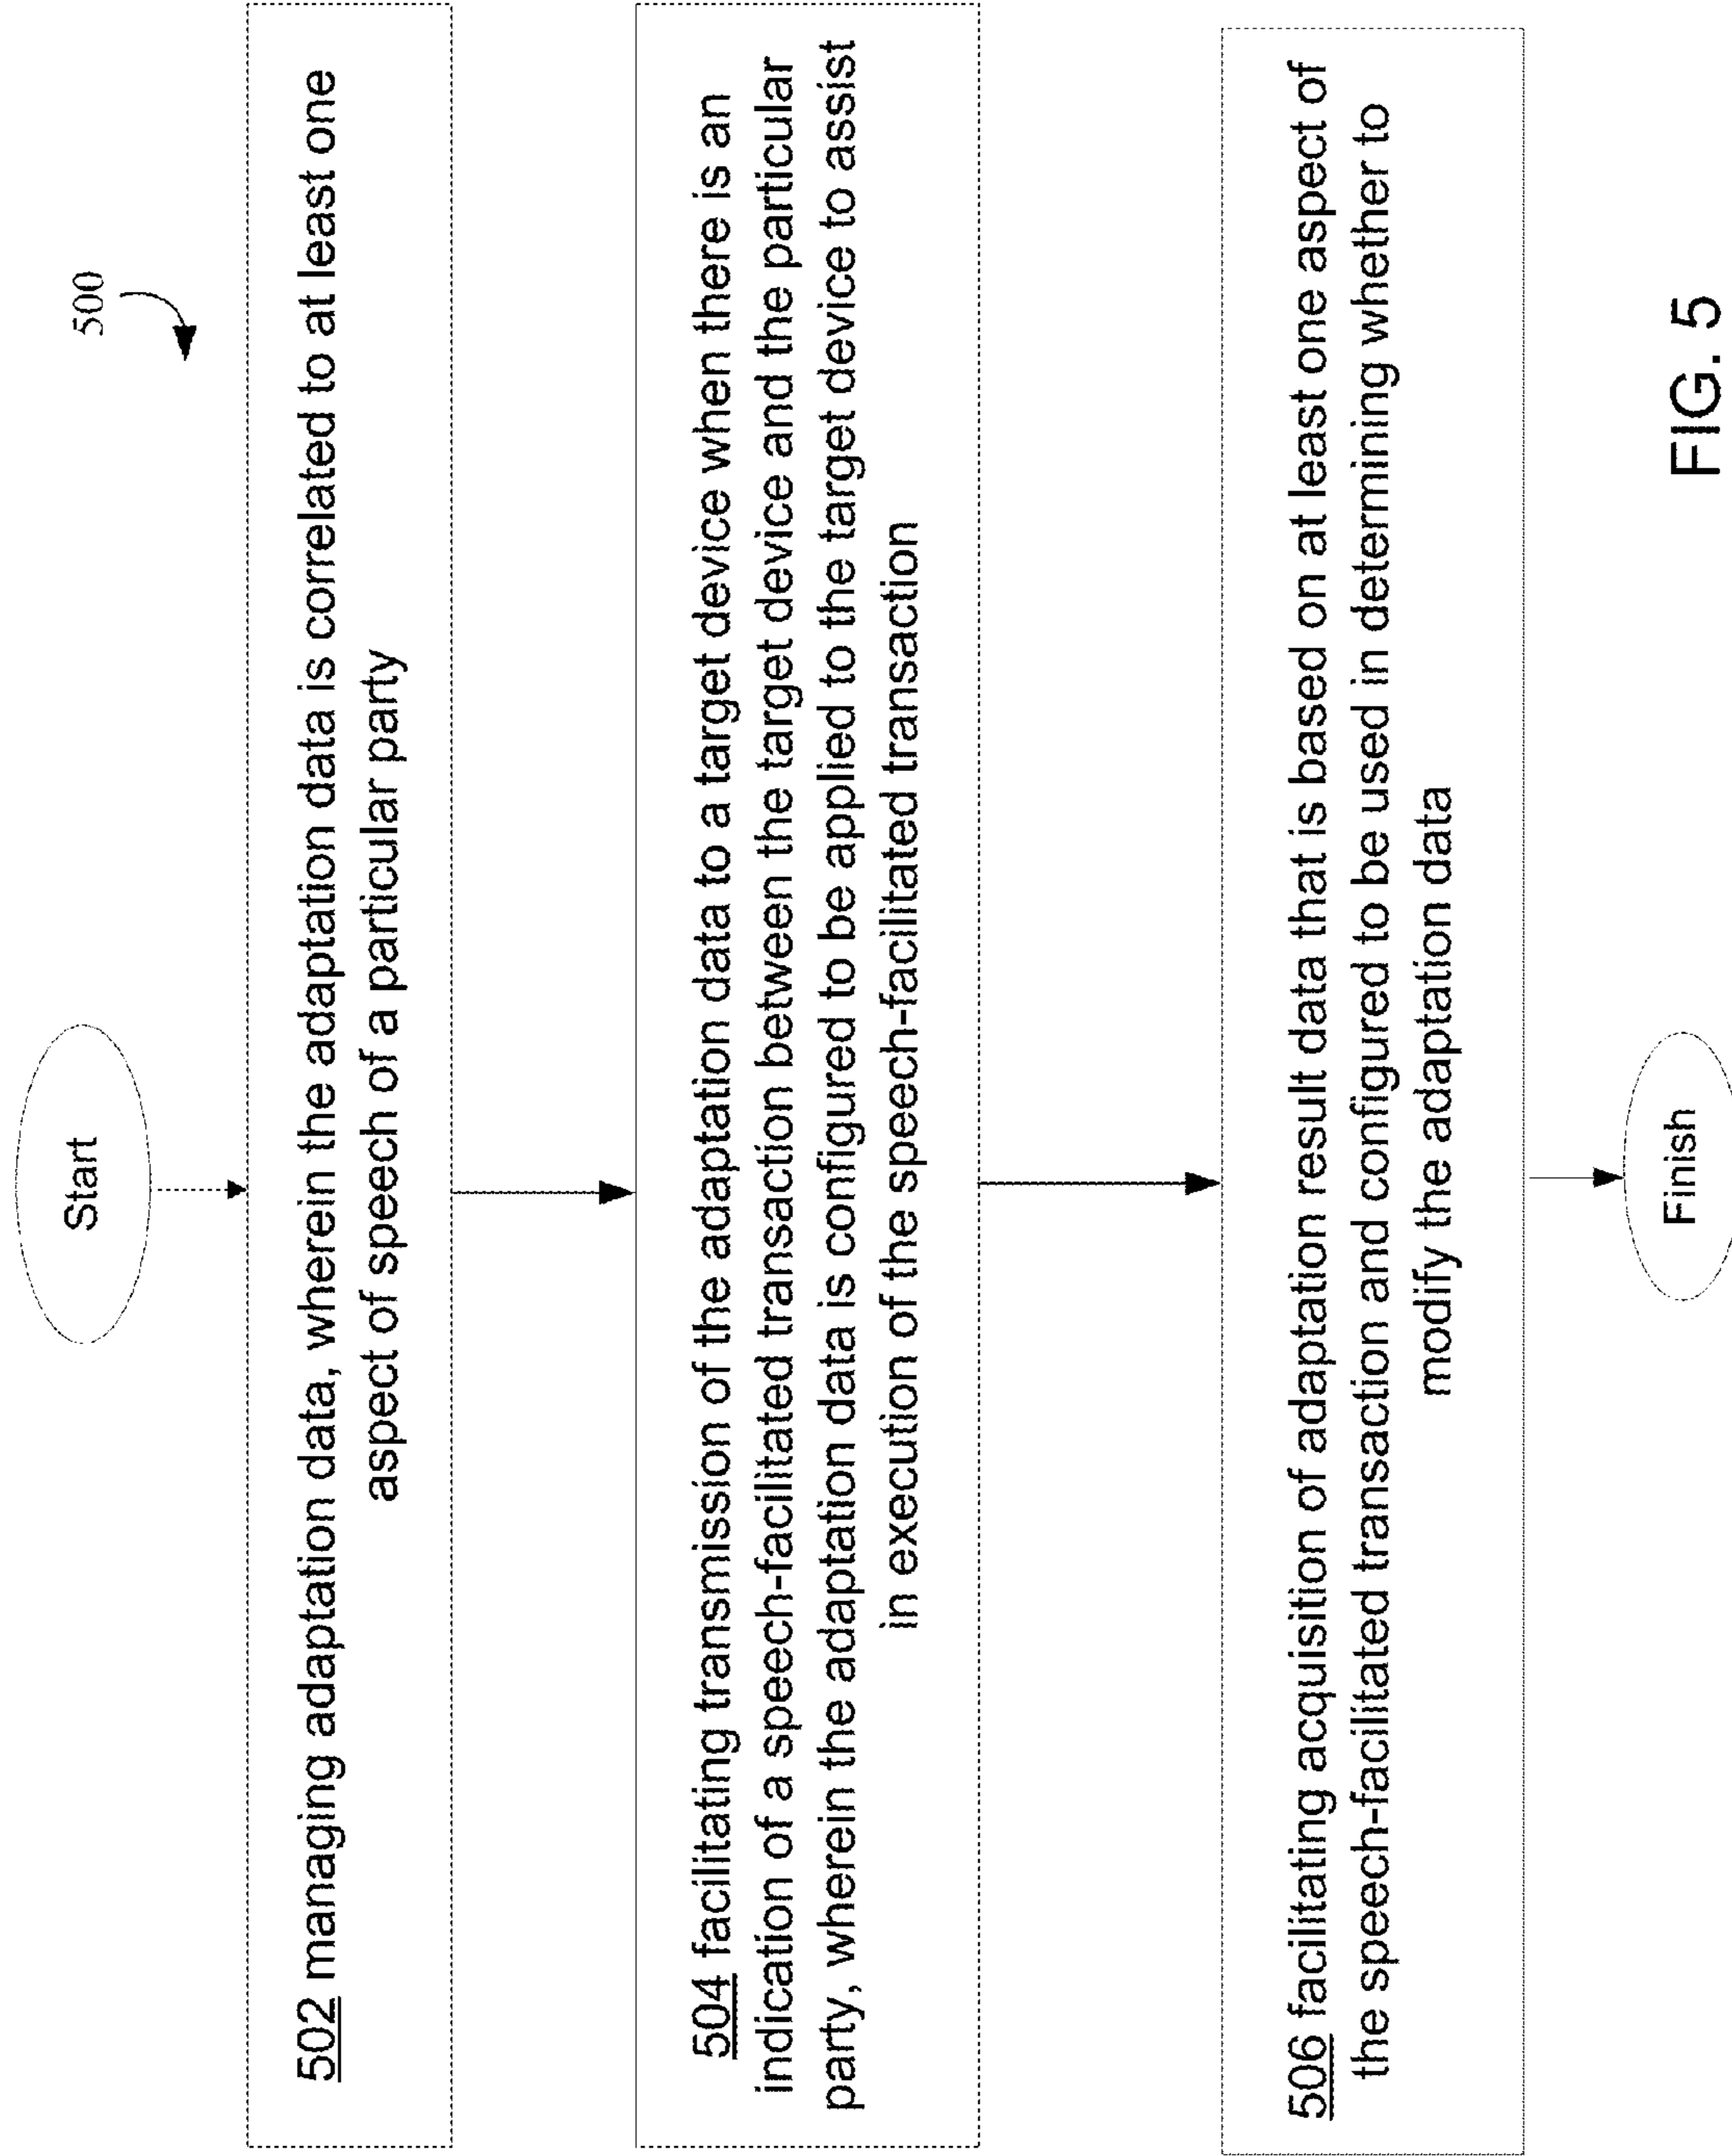 500
Start
502 managing adaptation data, wherein the adaptation data is correlated to at least one
aspect of speech of a particular party
504 facilitating transmission of the adaptation data to a target device when there is an
indication of a speech-facilitated transaction between the target device and the particular
party, wherein the adaptation data is configured to be applied to the target device to assist
in execution of the speech-facilitated transaction
506 facilitating acquisition of adaptation result data that is based on at least one aspect of
the speech-facilitated transaction and configured to be used in determining whether to
modify the adaptation data
Finish
FIG. 5